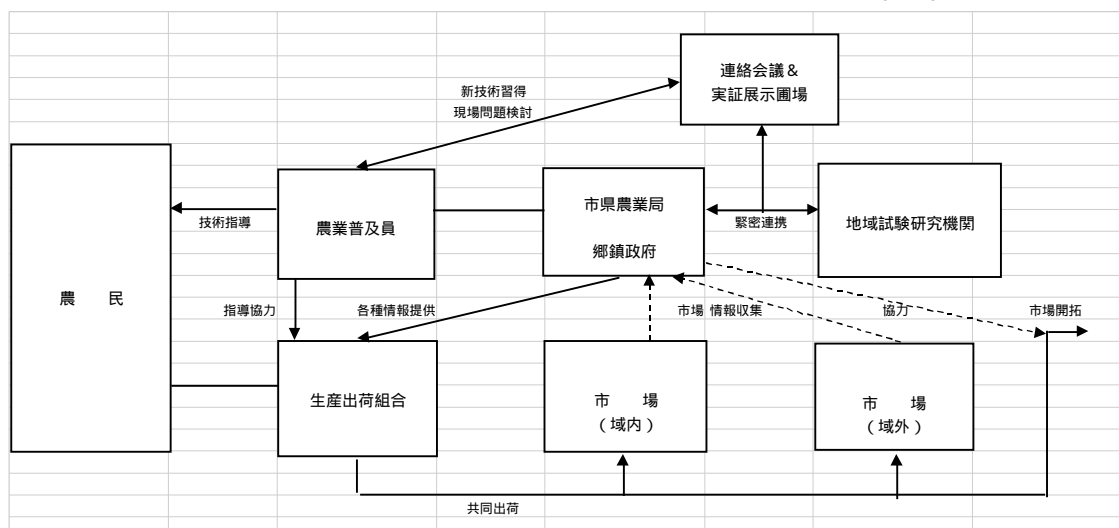 連絡会議&
実証展示圃場
新技術習得
現場問題検討
市県農業局
郷鎮政府
技術指導
農業普及員
緊密連携
地域試験研究機関
農　　民
指導協力
各種情報提供
市場 情報収集
協力
市場開拓
生産出荷組合
市　　場
（域内）
市　　場
（域外）
共同出荷